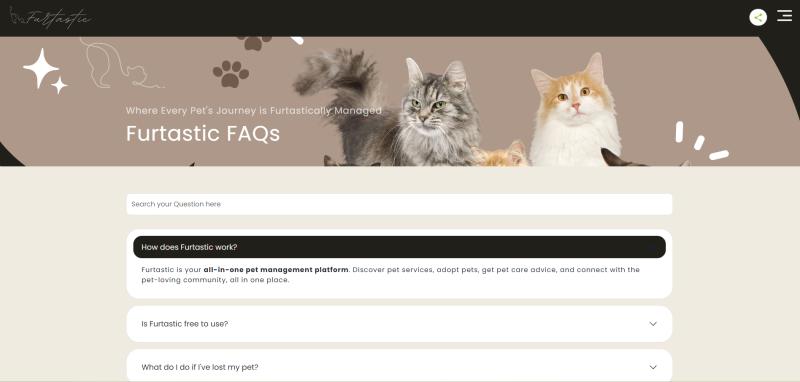 Furtastic
Where Every Pet's Journey is Furtastically Managed
Furtastic FAQs
Search your Question here
How does Furtastic work?
Furtastic is your all-in-one pet management platform. Discover pet services, adopt pets, get pet care advice, and connect with the
pet-loving community, all in one place.
Is Furtastic free to use?
What do I do if I've lost my pet?